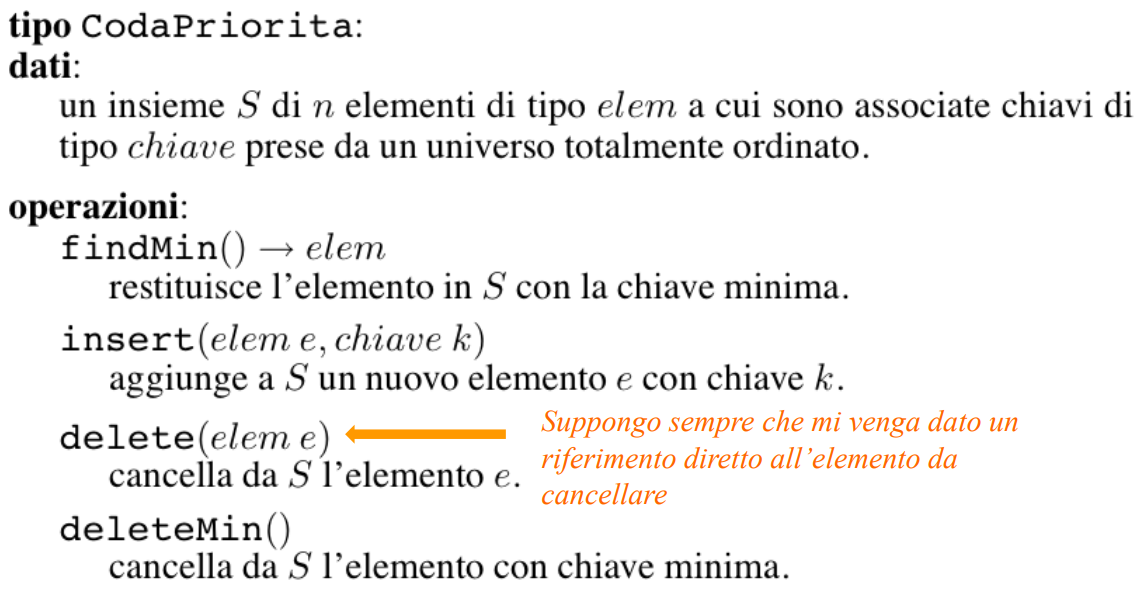 tipo CodaPriorita:
dati:
un insieme S di n elementi di tipo elem a cui sono associate chiavi di
tipo chiave prese da un universo totalmente ordinato.
operazioni:
findMin() → elem
restituisce l'elemento in S con la chiave minima.
insert(elem e, chiave k)
aggiunge a S un nuovo elemento e con chiave k.
delete(elem e)
cancella da S l'elemento e.
Suppongo sempre che mi venga dato un
riferimento diretto all'elemento da
cancellare
deleteMin()
cancella da S l'elemento con chiave minima.